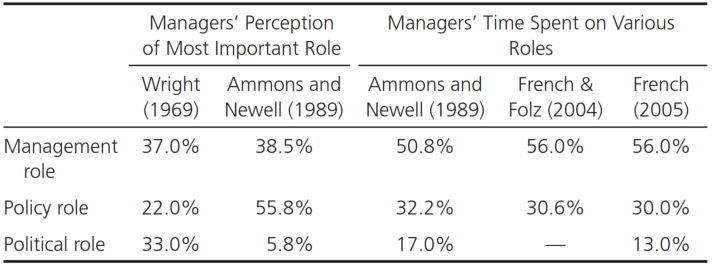 Managers’ Perception of Most Important Role
Managers’ Time Spent on Various Roles
Wright (1969)
Ammons and Newell (1989)
Ammons and Newell (1989)
French & Folz (2004)
French (2005)
Management role 37.0% 38.5% 50.8% 56.0% 56.0%
Policy role 22.0% 55.8% 32.2% 30.6% 30.0%
Political role 33.0% 5.8% 17.0% — 13.0%